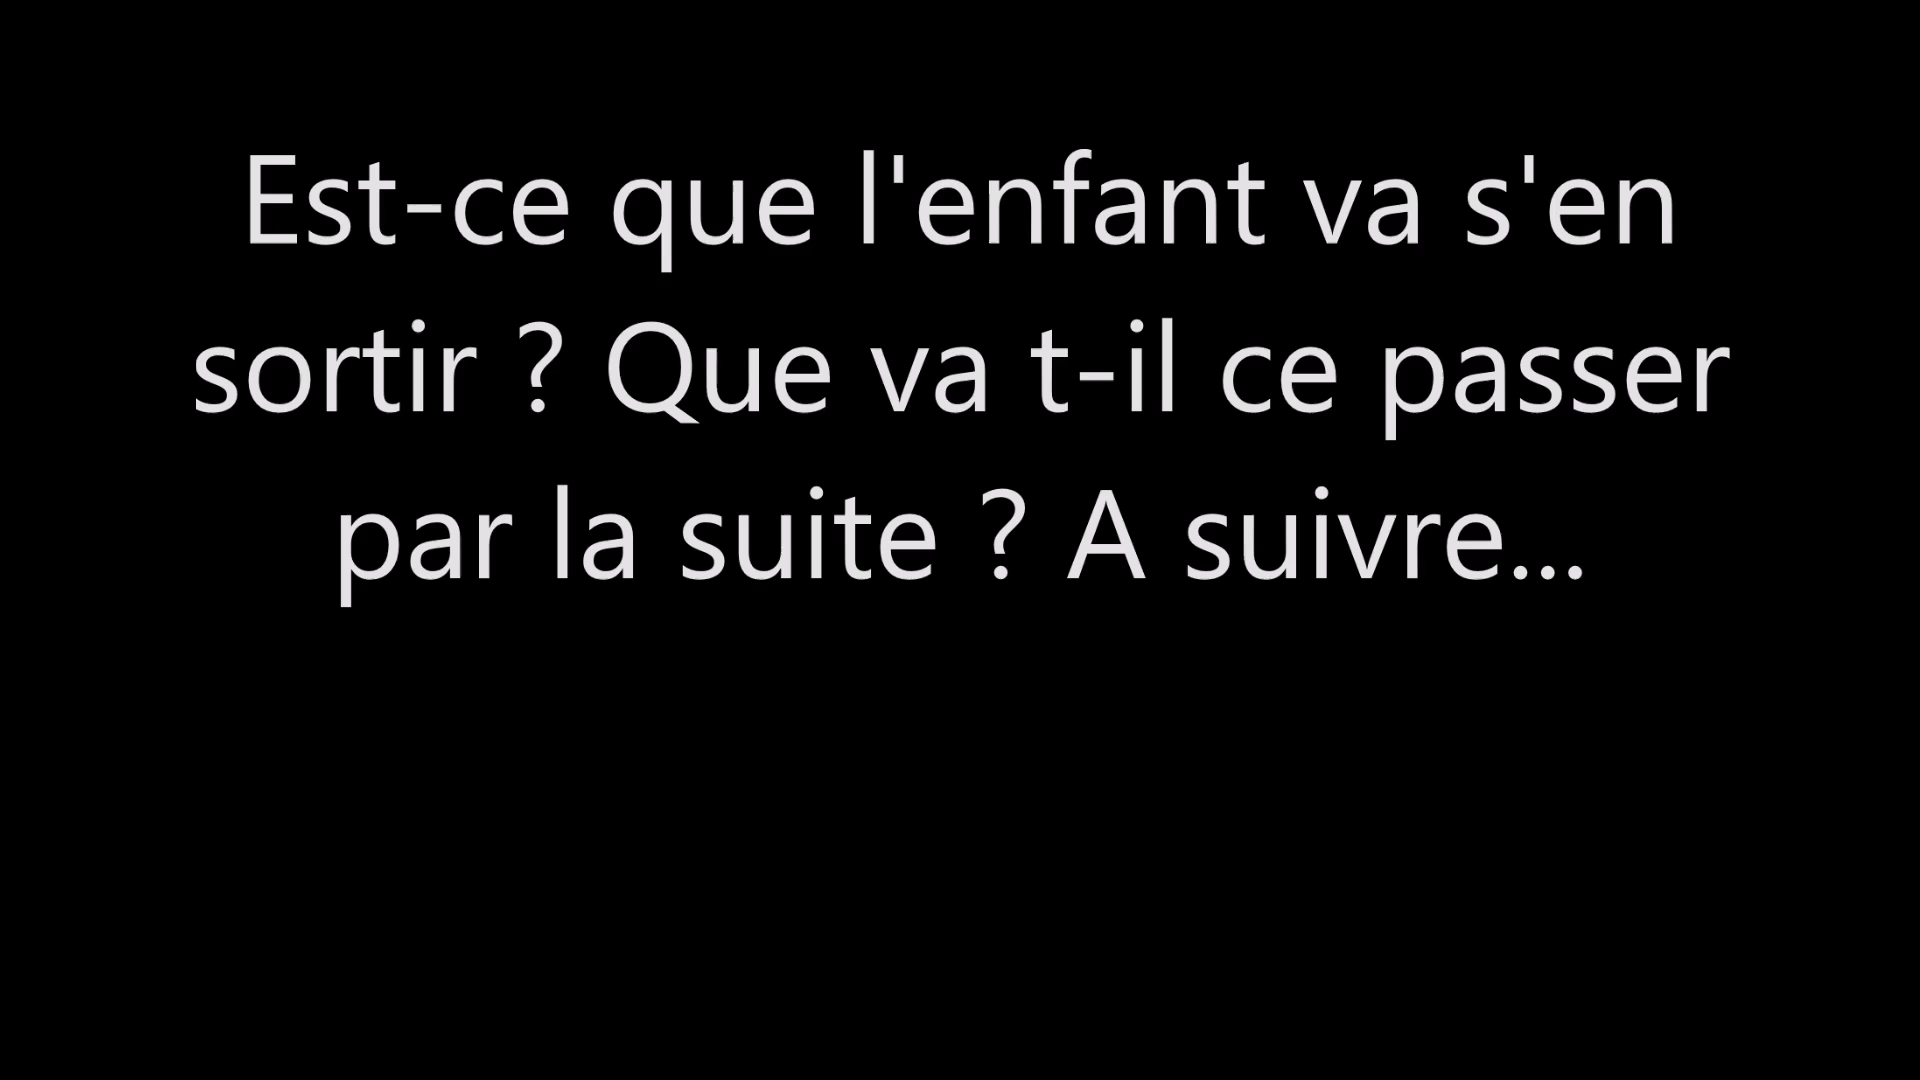 Est-ce que l'enfant va s'en
sortir ? Que va t-il ce passer
par la suite ? A suivre...